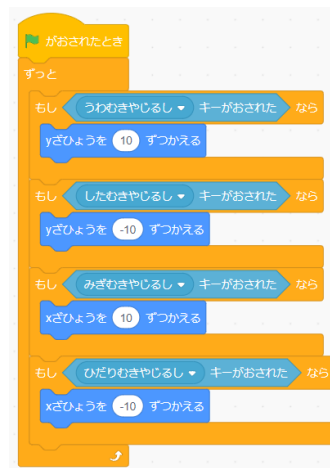 がおされたとき
ずっと
もし うわむきやじるし キーがおされた なら
yざひょうを 10 ずつかえる
もし したむきやじるし キーがおされた なら
yざひょうを -10 ずつかえる
もし みぎむきやじるし キーがおされた なら
xざひょうを 10 ずつかえる
もし ひだりむきやじるし キーがおされた なら
xざひょうを -10 ずつかえる